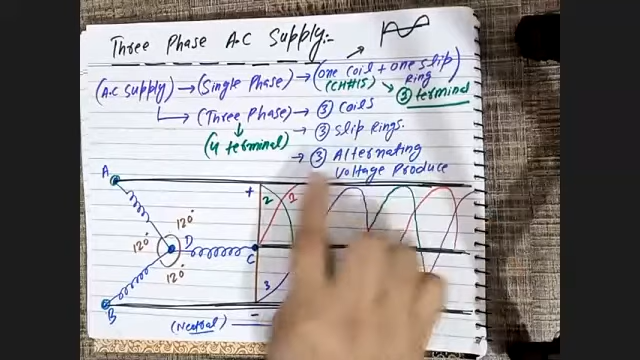 Three Phase A.C Supply:-
(A.C Supply) → (Single Phase) → (one coil + one slip
ring)
(CH#15)
③ terminal
(Three Phase) → ③ Coils
(4 terminal)
→ ③ slip Rings.
→ ③ Alternating
Voltage Produce
A
120°
120°
120°
D
C
B
+
2
1
3
-
(Neutral)